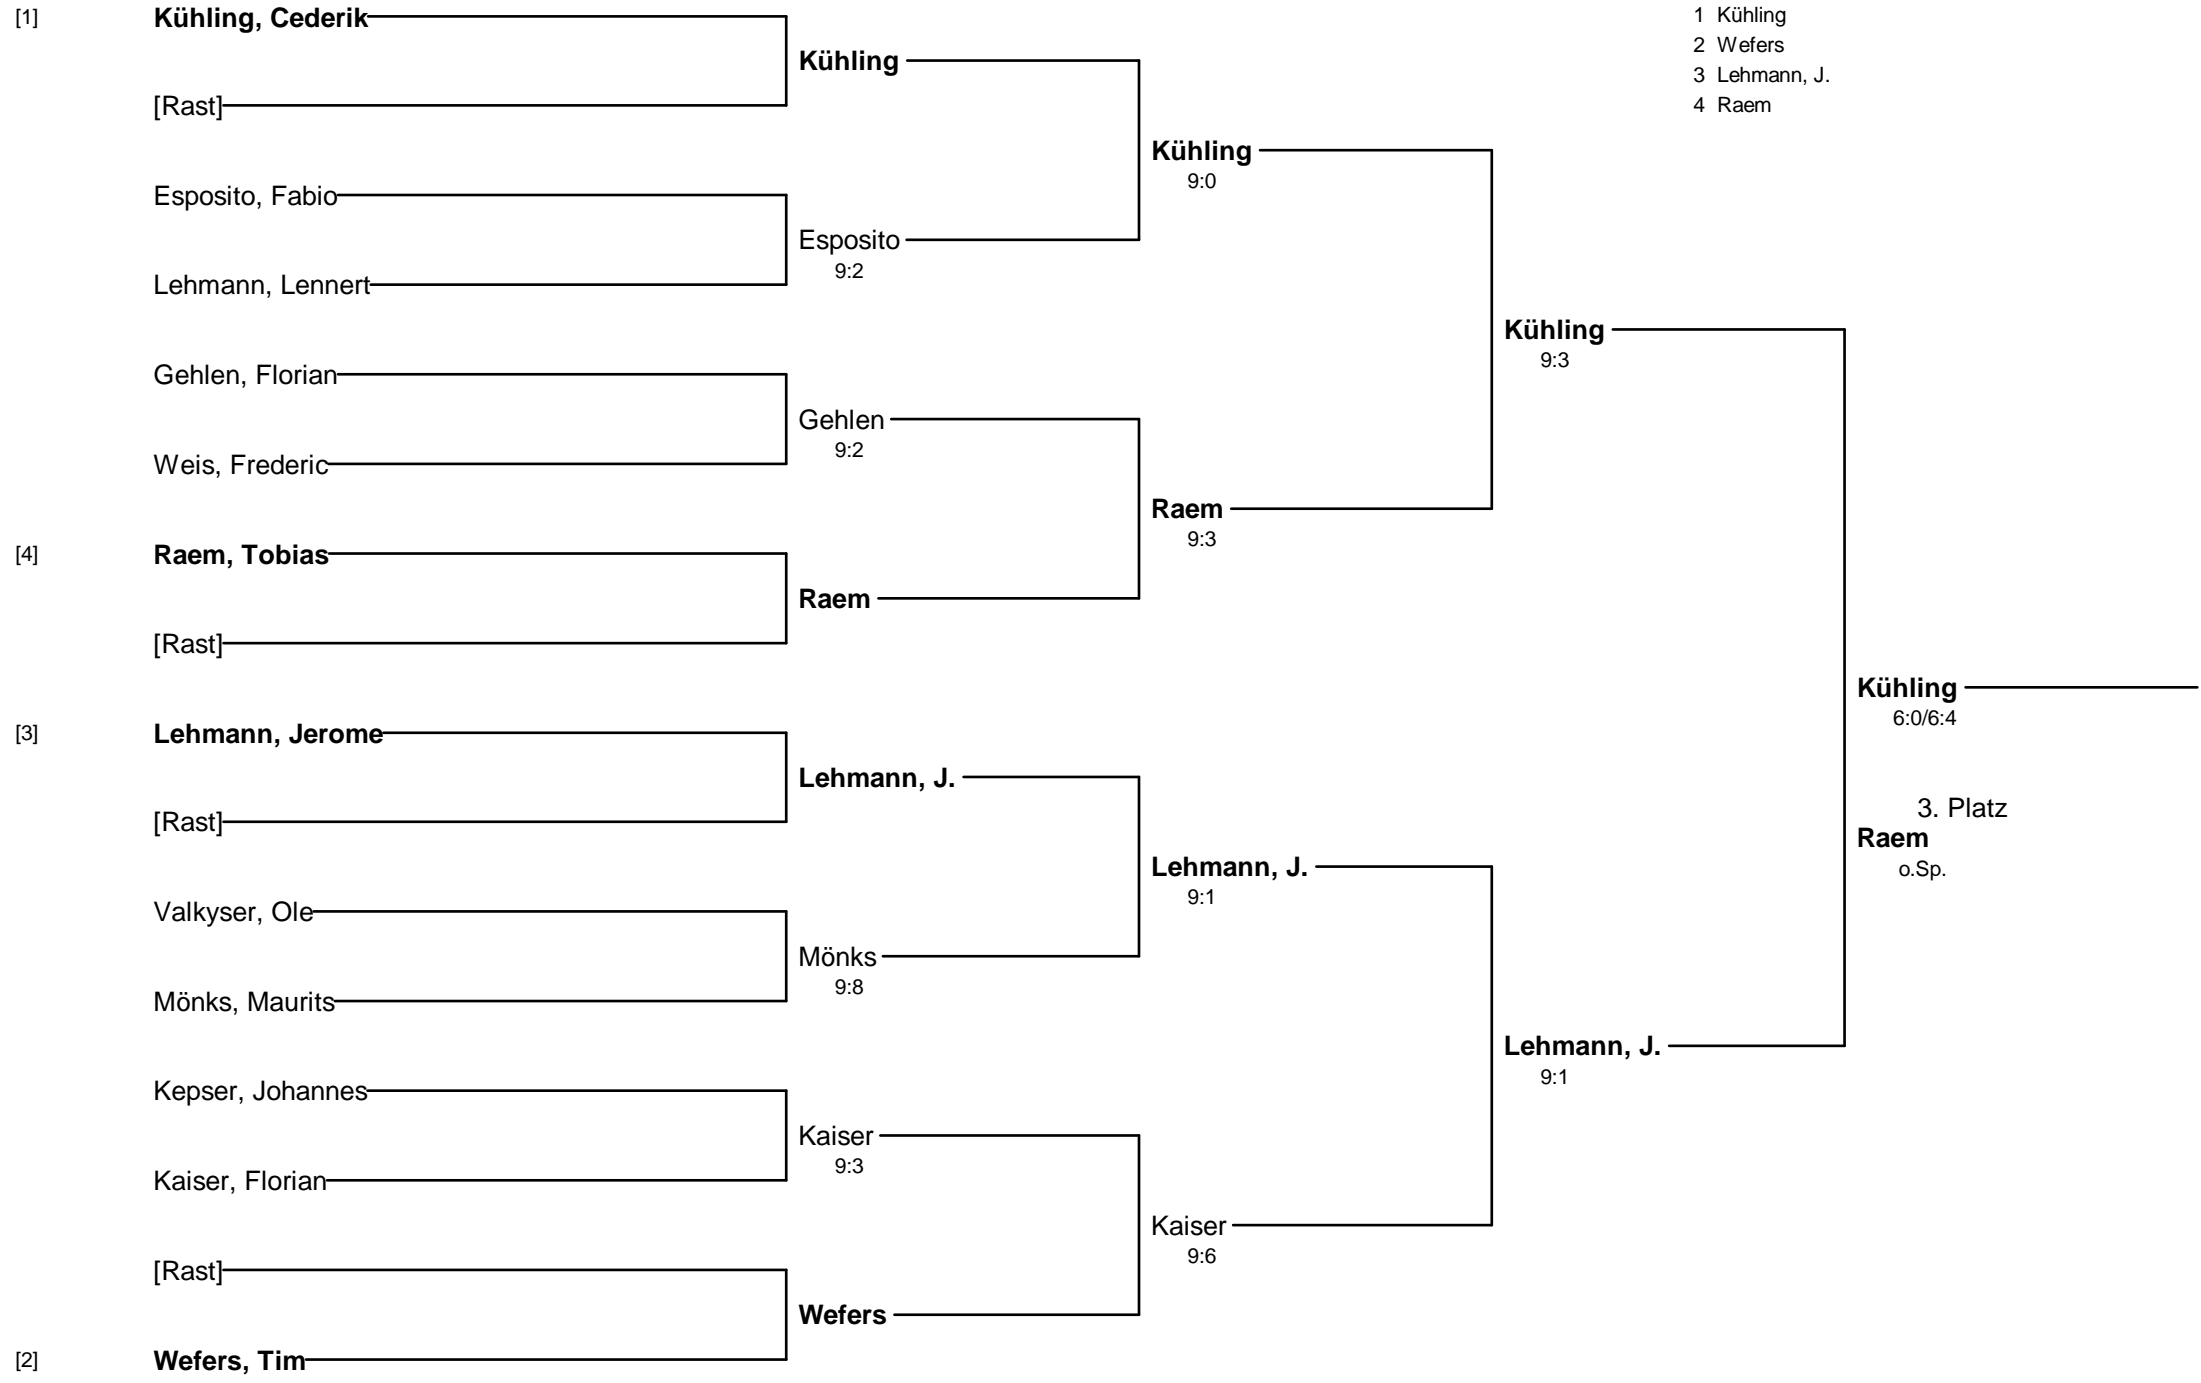 [1] Kühling, Cederik
1 Kühling
2 Wefers
3 Lehmann, J.
4 Raem
Kühling
[Rast]
Kühling
9:0
Esposito, Fabio
Esposito
9:2
Lehmann, Lennert
Kühling
9:3
Gehlen, Florian
Gehlen
9:2
Weis, Frederic
Raem
9:3
[4] Raem, Tobias
Raem
[Rast]
Kühling
6:0/6:4
[3] Lehmann, Jerome
Lehmann, J.
3. Platz
[Rast]
Raem
o.Sp.
Lehmann, J.
9:1
Valkyser, Ole
Mönks
9:8
Mönks, Maurits
Lehmann, J.
9:1
Kepser, Johannes
Kaiser
9:3
Kaiser, Florian
Kaiser
9:6
[Rast]
Wefers
[2] Wefers, Tim